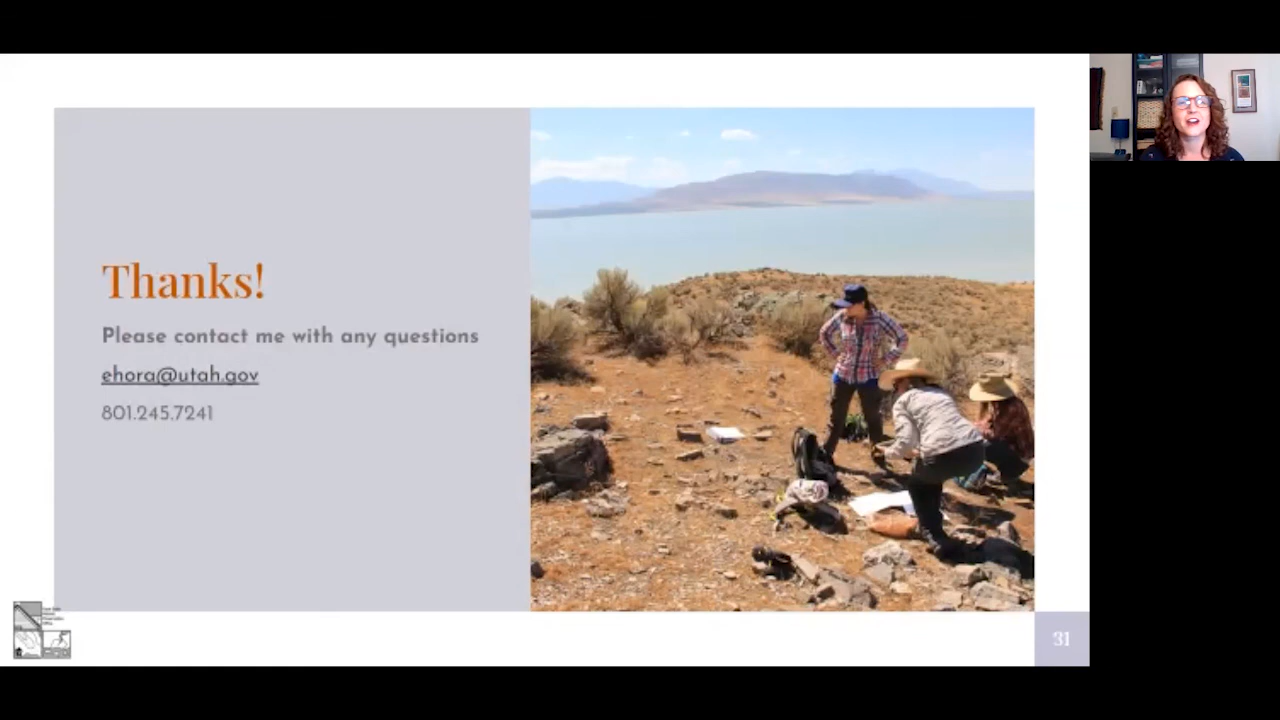 Thanks!
Please contact me with any questions
ehora@utah.gov
801.245.7241
31